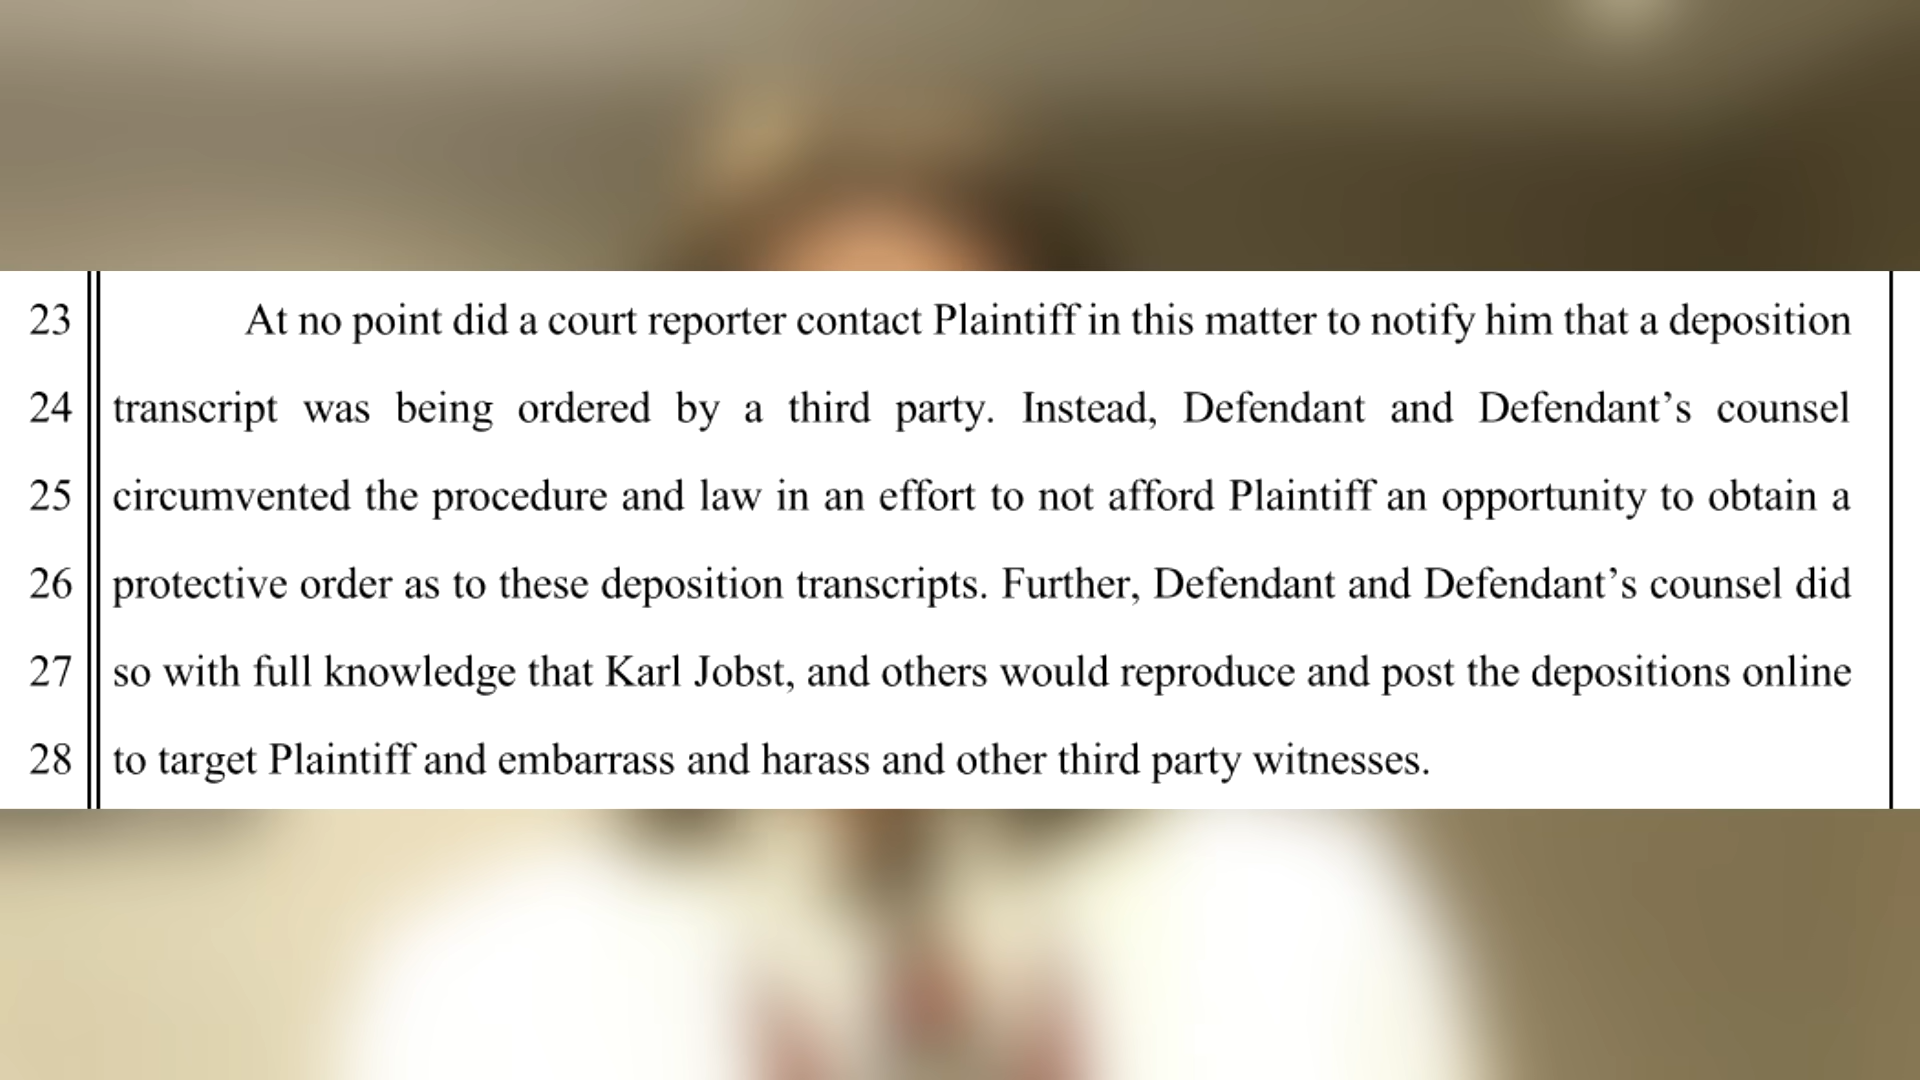 23 At no point did a court reporter contact Plaintiff in this matter to notify him that a deposition
24 transcript was being ordered by a third party. Instead, Defendant and Defendant’s counsel
25 circumvented the procedure and law in an effort to not afford Plaintiff an opportunity to obtain a
26 protective order as to these deposition transcripts. Further, Defendant and Defendant’s counsel did
27 so with full knowledge that Karl Jobst, and others would reproduce and post the depositions online
28 to target Plaintiff and embarrass and harass and other third party witnesses.